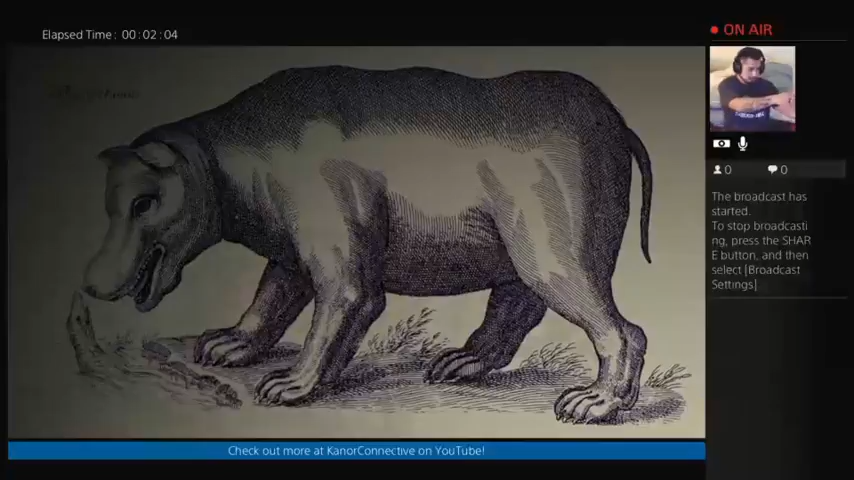 Elapsed Time: 00:02:04
ON AIR
0
0
The broadcast has
started.
To stop broadcasti
ng, press the SHAR
E button, and then
select [Broadcast
Settings]
Check out more at KanorConnective on YouTube!